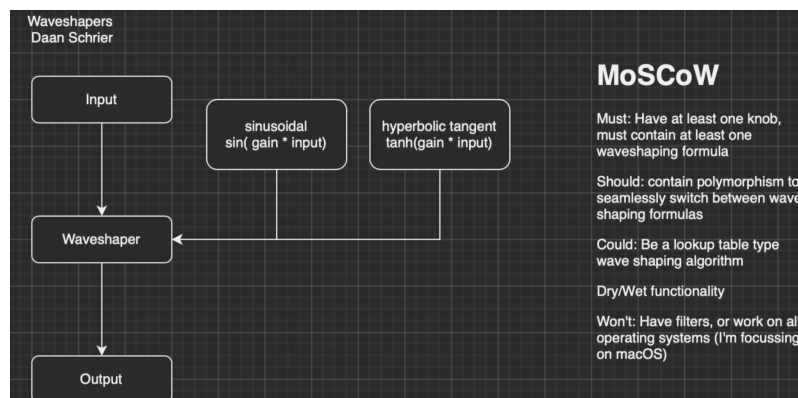 Waveshapers
Daan Schrier
Input
sinusoidal
sin( gain * input)
hyperbolic tangent
tanh(gain * input)
Waveshaper
Output
MoSCoW
Must: Have at least one knob,
must contain at least one
waveshaping formula
Should: contain polymorphism to
seamlessly switch between wave
shaping formulas
Could: Be a lookup table type
wave shaping algorithm
Dry/Wet functionality
Won't: Have filters, or work on al
operating systems (I'm focussing
on macOS)